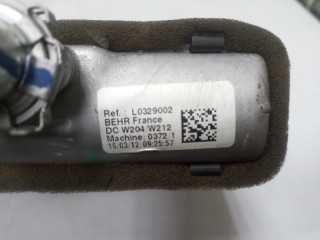 Ref. : L0329002
BEHR France
DC W204/W212
Machine: 0372/1
15/03/12 09:25:57